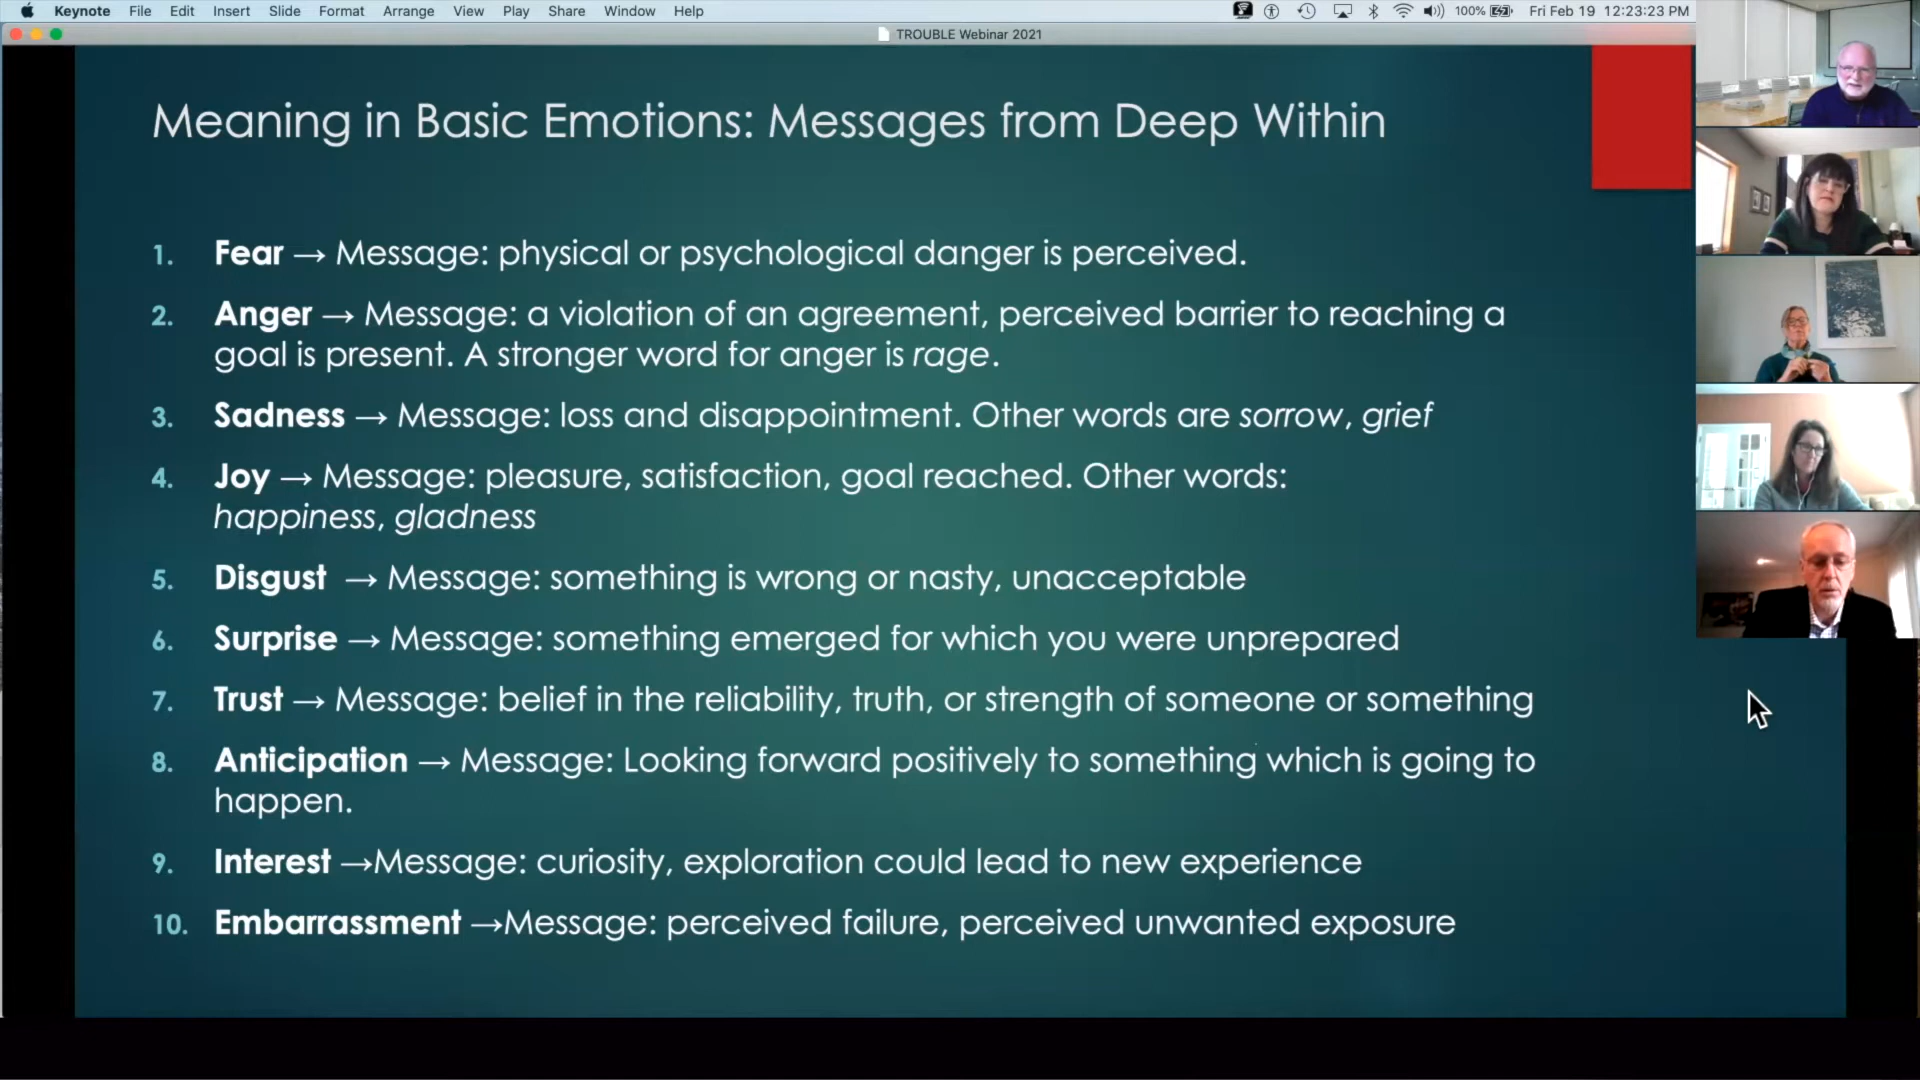 Keynote File Edit Insert Slide Format Arrange View Play Share Window Help 100% Fri Feb 19 12:23:23 PM
TROUBLE Webinar 2021
Meaning in Basic Emotions: Messages from Deep Within
1. Fear → Message: physical or psychological danger is perceived.
2. Anger → Message: a violation of an agreement, perceived barrier to reaching a
goal is present. A stronger word for anger is rage.
3. Sadness → Message: loss and disappointment. Other words are sorrow, grief
4. Joy → Message: pleasure, satisfaction, goal reached. Other words:
happiness, gladness
5. Disgust → Message: something is wrong or nasty, unacceptable
6. Surprise → Message: something emerged for which you were unprepared
7. Trust → Message: belief in the reliability, truth, or strength of someone or something
8. Anticipation → Message: Looking forward positively to something which is going to
happen.
9. Interest →Message: curiosity, exploration could lead to new experience
10. Embarrassment →Message: perceived failure, perceived unwanted exposure